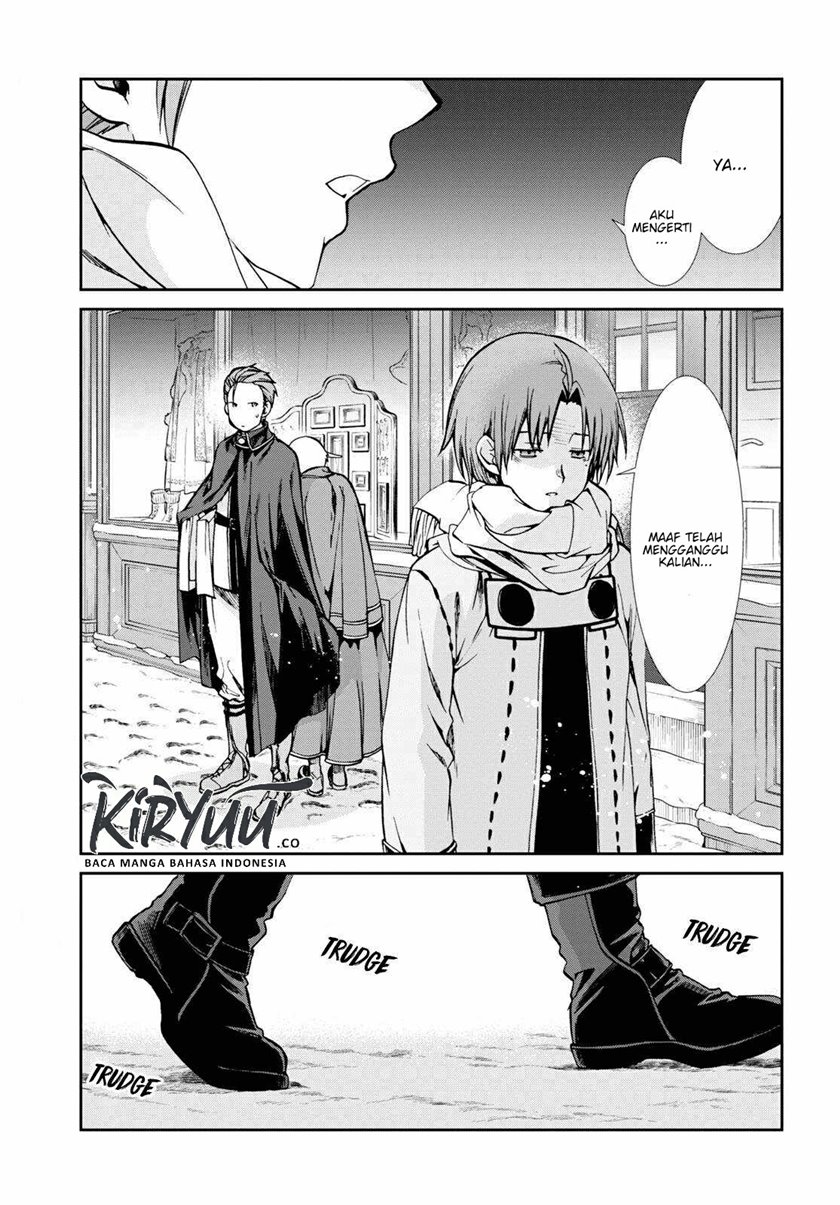 YA...
AKU
MENGERTI
...
MAAF TELAH
MENGGANGGU
KALIAN...
KIRYUU.CO
BACA MANGA BAHASA INDONESIA
TRUDGE
TRUDGE
TRUDGE